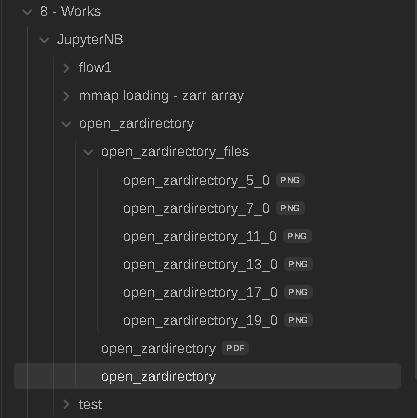 8 - Works
JupyterNB
flow1
mmap loading - zarr array
open_zardirectory
open_zardirectory_files
open_zardirectory_5_0 PNG
open_zardirectory_7_0 PNG
open_zardirectory_11_0 PNG
open_zardirectory_13_0 PNG
open_zardirectory_17_0 PNG
open_zardirectory_19_0 PNG
open_zardirectory PDF
open_zardirectory
test